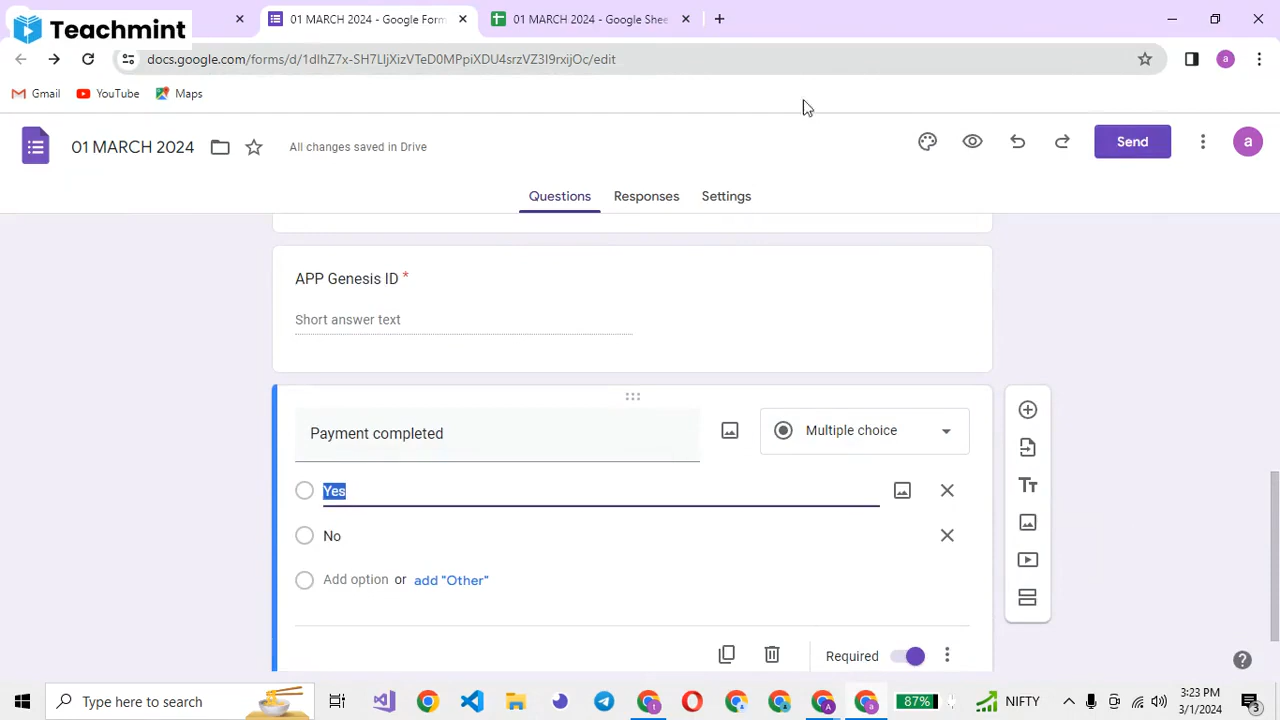 Teachmint
01 MARCH 2024 - Google Form
01 MARCH 2024 - Google Shee
docs.google.com/forms/d/1dIhZ7x-SH7LIjXizVTeD0MPpiXDU4srzVZ3I9rxijOc/edit
Gmail
YouTube
Maps
01 MARCH 2024
All changes saved in Drive
Send
a
Questions
Responses
Settings
APP Genesis ID *
Short answer text
Payment completed
Multiple choice
Yes
No
Add option or add "Other"
Required
Type here to search
87%
NIFTY
3:23 PM
3/1/2024